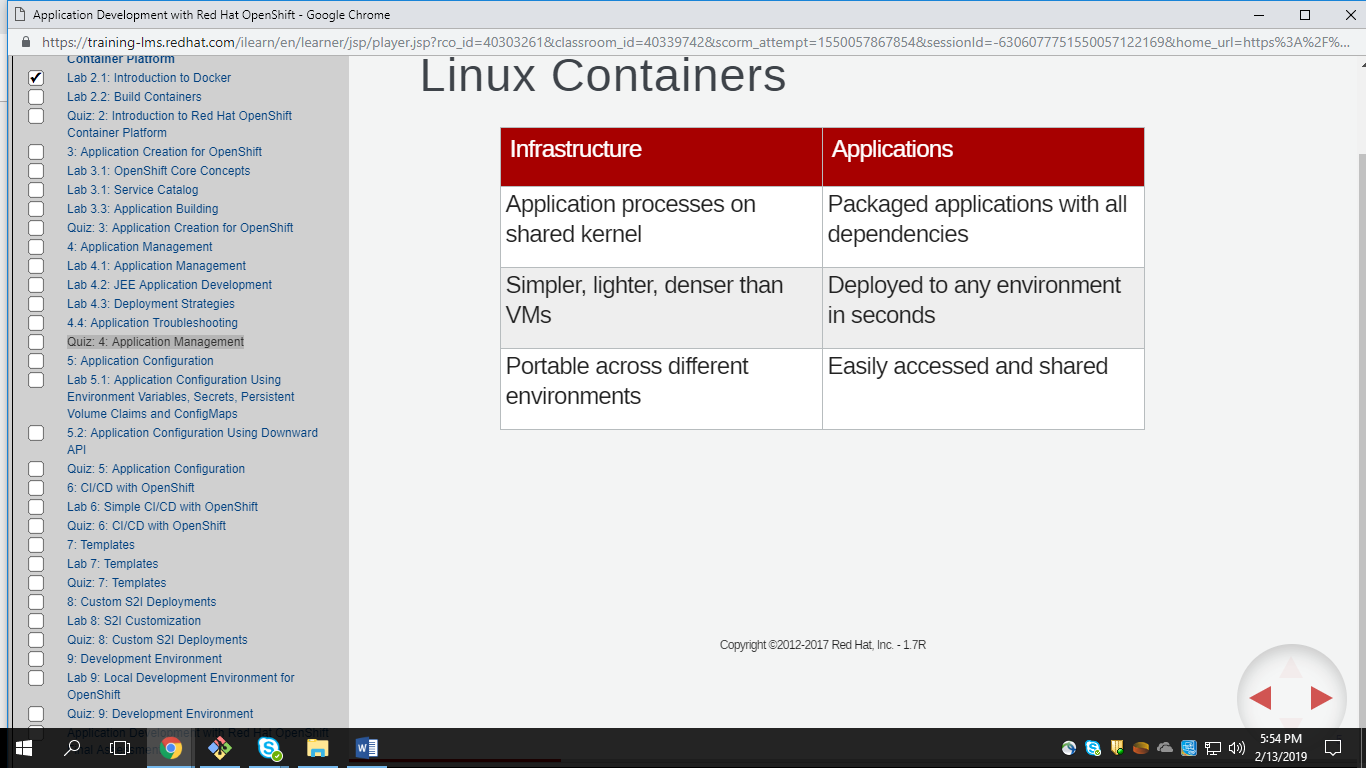 Application Development with Red Hat OpenShift - Google Chrome
https://training-lms.redhat.com/ilearn/en/learner/jsp/player.jsp?rco_id=40303261&classroom_id=40339742&scorm_attempt=1550057867854&sessionId=-6306077751550057122169&home_url=https%3A%2F%...
Container Platform
Lab 2.1: Introduction to Docker
Lab 2.2: Build Containers
Quiz: 2: Introduction to Red Hat OpenShift
Container Platform
3: Application Creation for OpenShift
Lab 3.1: OpenShift Core Concepts
Lab 3.1: Service Catalog
Lab 3.3: Application Building
Quiz: 3: Application Creation for OpenShift
4: Application Management
Lab 4.1: Application Management
Lab 4.2: JEE Application Development
Lab 4.3: Deployment Strategies
4.4: Application Troubleshooting
Quiz: 4: Application Management
5: Application Configuration
Lab 5.1: Application Configuration Using
Environment Variables, Secrets, Persistent
Volume Claims and ConfigMaps
5.2: Application Configuration Using Downward
API
Quiz: 5: Application Configuration
6: CI/CD with OpenShift
Lab 6: Simple CI/CD with OpenShift
Quiz: 6: CI/CD with OpenShift
7: Templates
Lab 7: Templates
Quiz: 7: Templates
8: Custom S2I Deployments
Lab 8: S2I Customization
Quiz: 8: Custom S2I Deployments
9: Development Environment
Lab 9: Local Development Environment for
OpenShift
Quiz: 9: Development Environment
Application Development with Red Hat OpenShift
Linux Containers
Infrastructure
Applications
Application processes on
shared kernel
Packaged applications with all
dependencies
Simpler, lighter, denser than
VMs
Deployed to any environment
in seconds
Portable across different
environments
Easily accessed and shared
Copyright ©2012-2017 Red Hat, Inc. - 1.7R
5:54 PM
2/13/2019